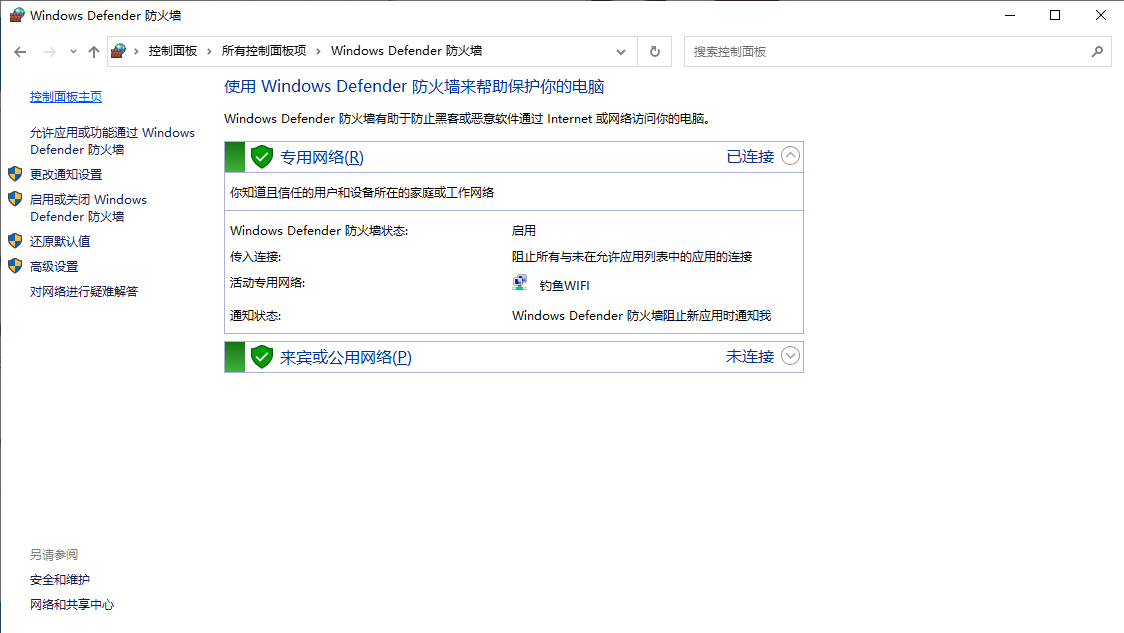 Windows Defender 防火墙
控制面板 › 所有控制面板项 › Windows Defender 防火墙
搜索控制面板
控制面板主页
允许应用或功能通过 Windows
Defender 防火墙
更改通知设置
启用或关闭 Windows
Defender 防火墙
还原默认值
高级设置
对网络进行疑难解答
使用 Windows Defender 防火墙来帮助保护你的电脑
Windows Defender 防火墙有助于防止黑客或恶意软件通过 Internet 或网络访问你的电脑。
专用网络(R) 已连接
你知道且信任的用户和设备所在的家庭或工作网络
Windows Defender 防火墙状态: 启用
传入连接: 阻止所有与未在允许应用列表中的应用的连接
活动专用网络: 钓鱼WIFI
通知状态: Windows Defender 防火墙阻止新应用时通知我
来宾或公用网络(P) 未连接
另请参阅
安全和维护
网络和共享中心